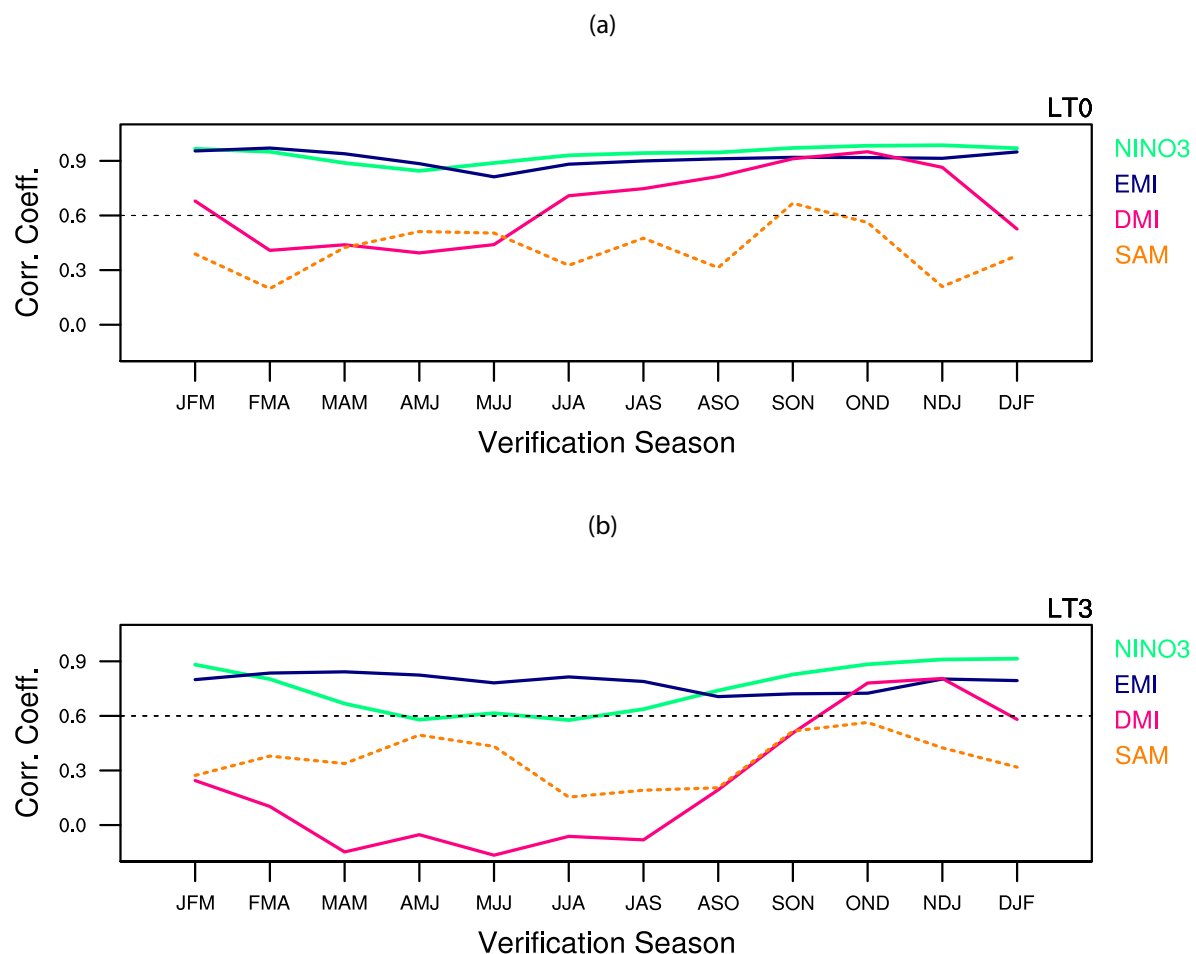 (a)
LT0
NINO3
EMI
DMI
SAM
Corr. Coeff.
0.9
0.6
0.3
0.0
JFM FMA MAM AMJ MJJ JJA JAS ASO SON OND NDJ DJF
Verification Season
(b)
LT3
NINO3
EMI
DMI
SAM
Corr. Coeff.
0.9
0.6
0.3
0.0
JFM FMA MAM AMJ MJJ JJA JAS ASO SON OND NDJ DJF
Verification Season